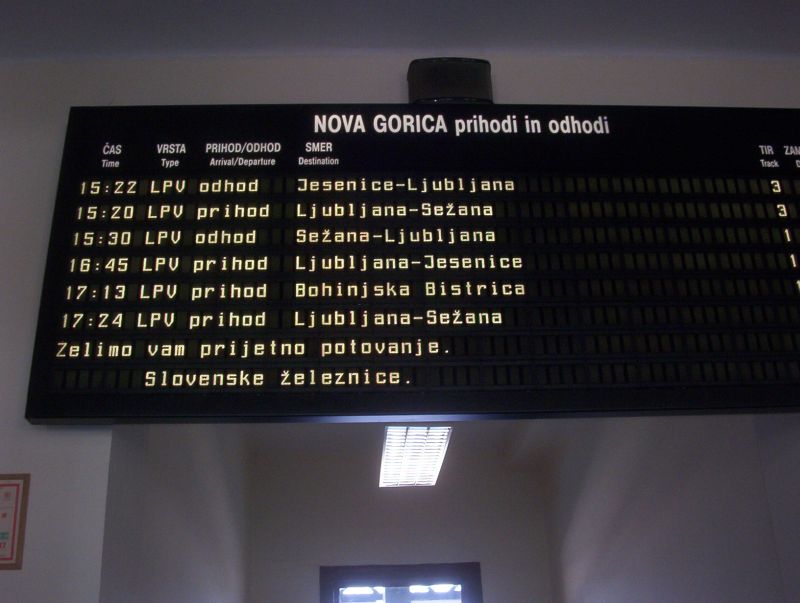 NOVA GORICA prihodi in odhodi
ČAS VRSTA PRIHOD/ODHOD SMER TIR
Time Type Arrival/Departure Destination Track
15:22 LPV odhod Jesenice-Ljubljana 3
15:20 LPV prihod Ljubljana-Sežana 3
15:30 LPV odhod Sežana-Ljubljana 1
16:45 LPV prihod Ljubljana-Jesenice 1
17:13 LPV prihod Bohinjska Bistrica
17:24 LPV prihod Ljubljana-Sežana
Zelimo vam prijetno potovanje.
Slovenske železnice.